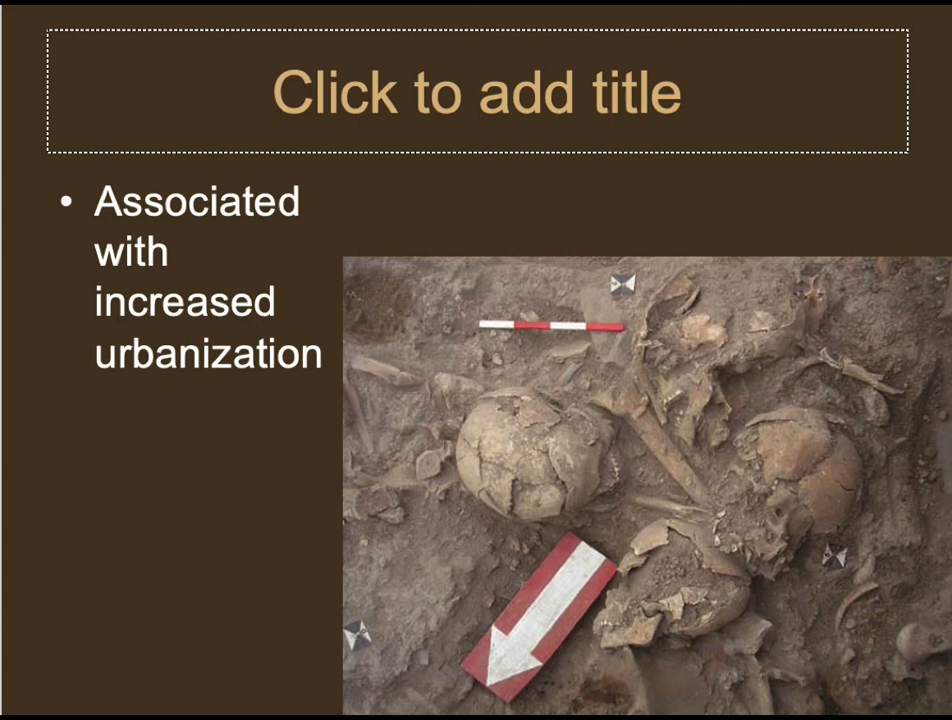 Click to add title
• Associated
with
increased
urbanization